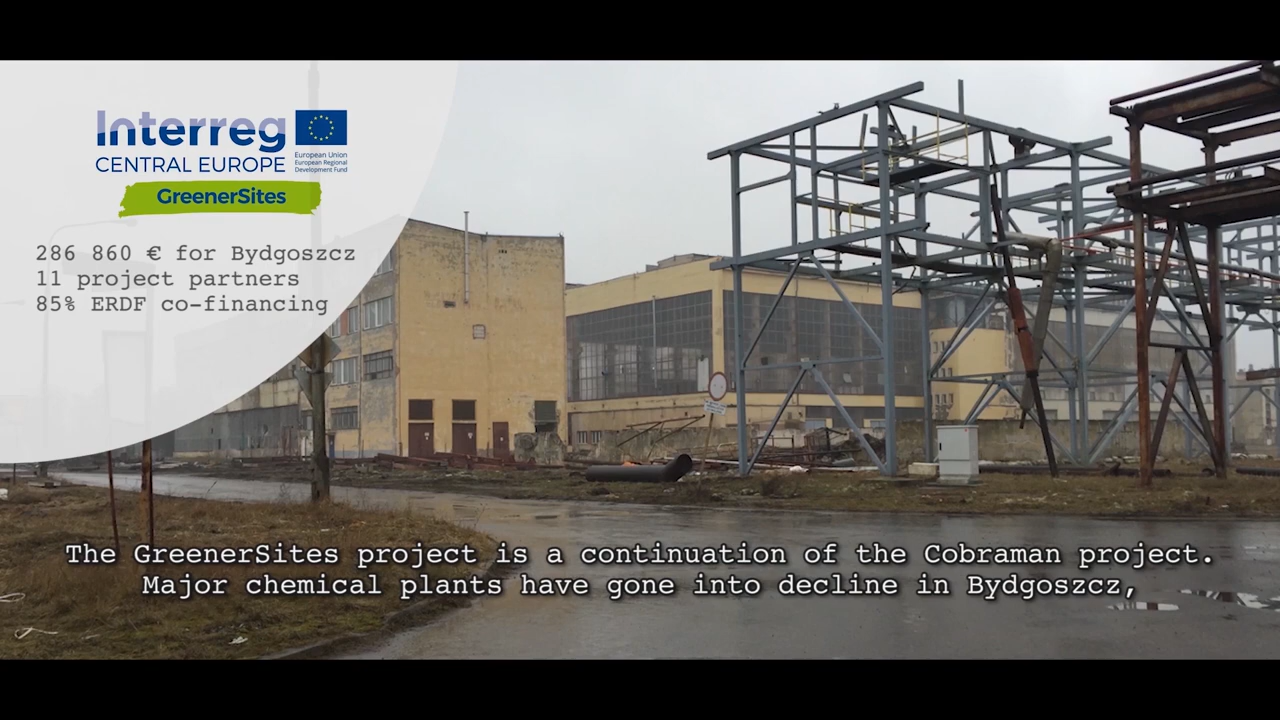 Interreg
CENTRAL EUROPE
European Union
European Regional
Development Fund
GreenerSites
286 860 € for Bydgoszcz
11 project partners
85% ERDF co-financing
The GreenerSites project is a continuation of the Cobraman project.
Major chemical plants have gone into decline in Bydgoszcz,